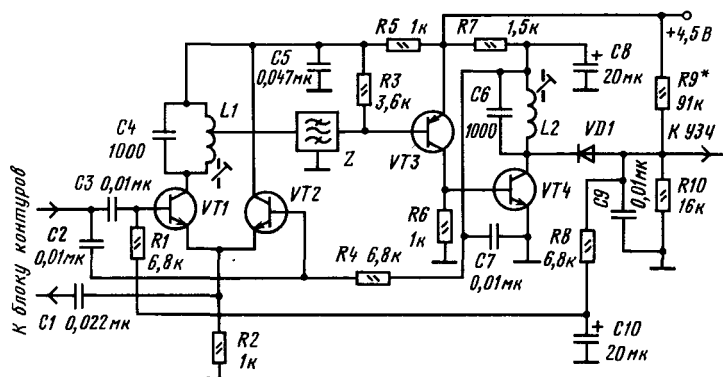 R5 1к
R7 1,5к
+4,5 В
C5
0,047мк
C8
20мк
R9*
91к
L1
R3
3,6к
C6
1000
L2
C4
1000
Z
VT3
VD1
К УЗЧ
C3 0,01мк
VT1
VT2
VT4
C9
0,01мк
R10
16к
C2
0,01мк
R1
6,8к
R4 6,8к
R6
1к
C7
0,01мк
R8
6,8к
К блоку контуров
C1 0,022мк
R2
1к
C10
20мк